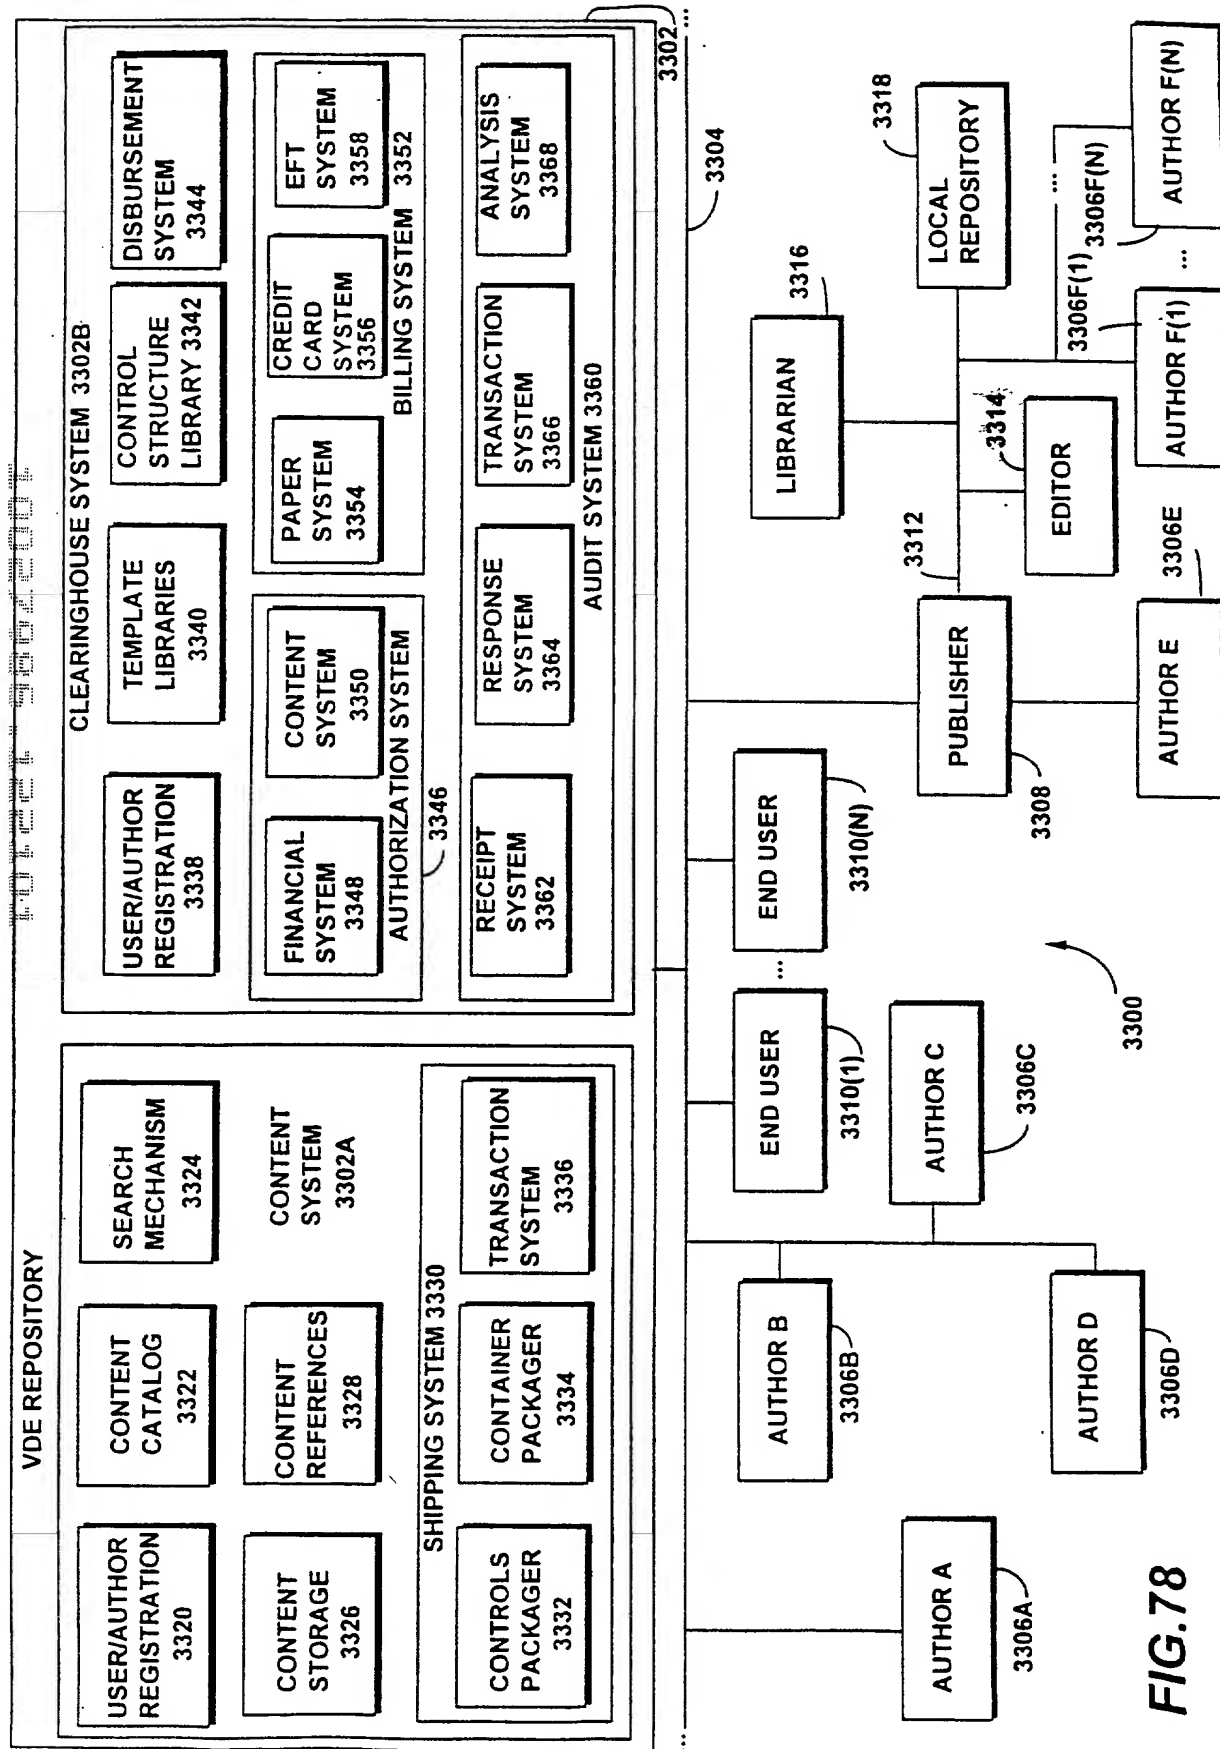 VDE REPOSITORY
USER/AUTHOR
REGISTRATION
3320
CONTENT
CATALOG
3322
SEARCH
MECHANISM
3324
CONTENT
STORAGE
3326
CONTENT
REFERENCES
3328
CONTENT
SYSTEM
3302A
SHIPPING SYSTEM 3330
CONTROLS
PACKAGER
3332
CONTAINER
PACKAGER
3334
TRANSACTION
SYSTEM
3336
CLEARINGHOUSE SYSTEM 3302B
USER/AUTHOR
REGISTRATION
3338
TEMPLATE
LIBRARIES
3340
CONTROL
STRUCTURE
LIBRARY 3342
DISBURSEMENT
SYSTEM
3344
FINANCIAL
SYSTEM
3348
CONTENT
SYSTEM
3350
AUTHORIZATION SYSTEM
3346
PAPER
SYSTEM
3354
CREDIT
CARD
SYSTEM
3356
EFT
SYSTEM
3358
BILLING SYSTEM 3352
RECEIPT
SYSTEM
3362
RESPONSE
SYSTEM
3364
TRANSACTION
SYSTEM
3366
ANALYSIS
SYSTEM
3368
AUDIT SYSTEM 3360
3302
...
...
3304
AUTHOR A
3306A
AUTHOR B
3306B
AUTHOR C
3306C
AUTHOR D
3306D
END USER
3310(1)
...
END USER
3310(N)
PUBLISHER
3308
3312
AUTHOR E
3306E
EDITOR
3314
LIBRARIAN
3316
LOCAL
REPOSITORY
3318
AUTHOR F(1)
3306F(1)
...
...
AUTHOR F(N)
3306F(N)
3300
FIG.78